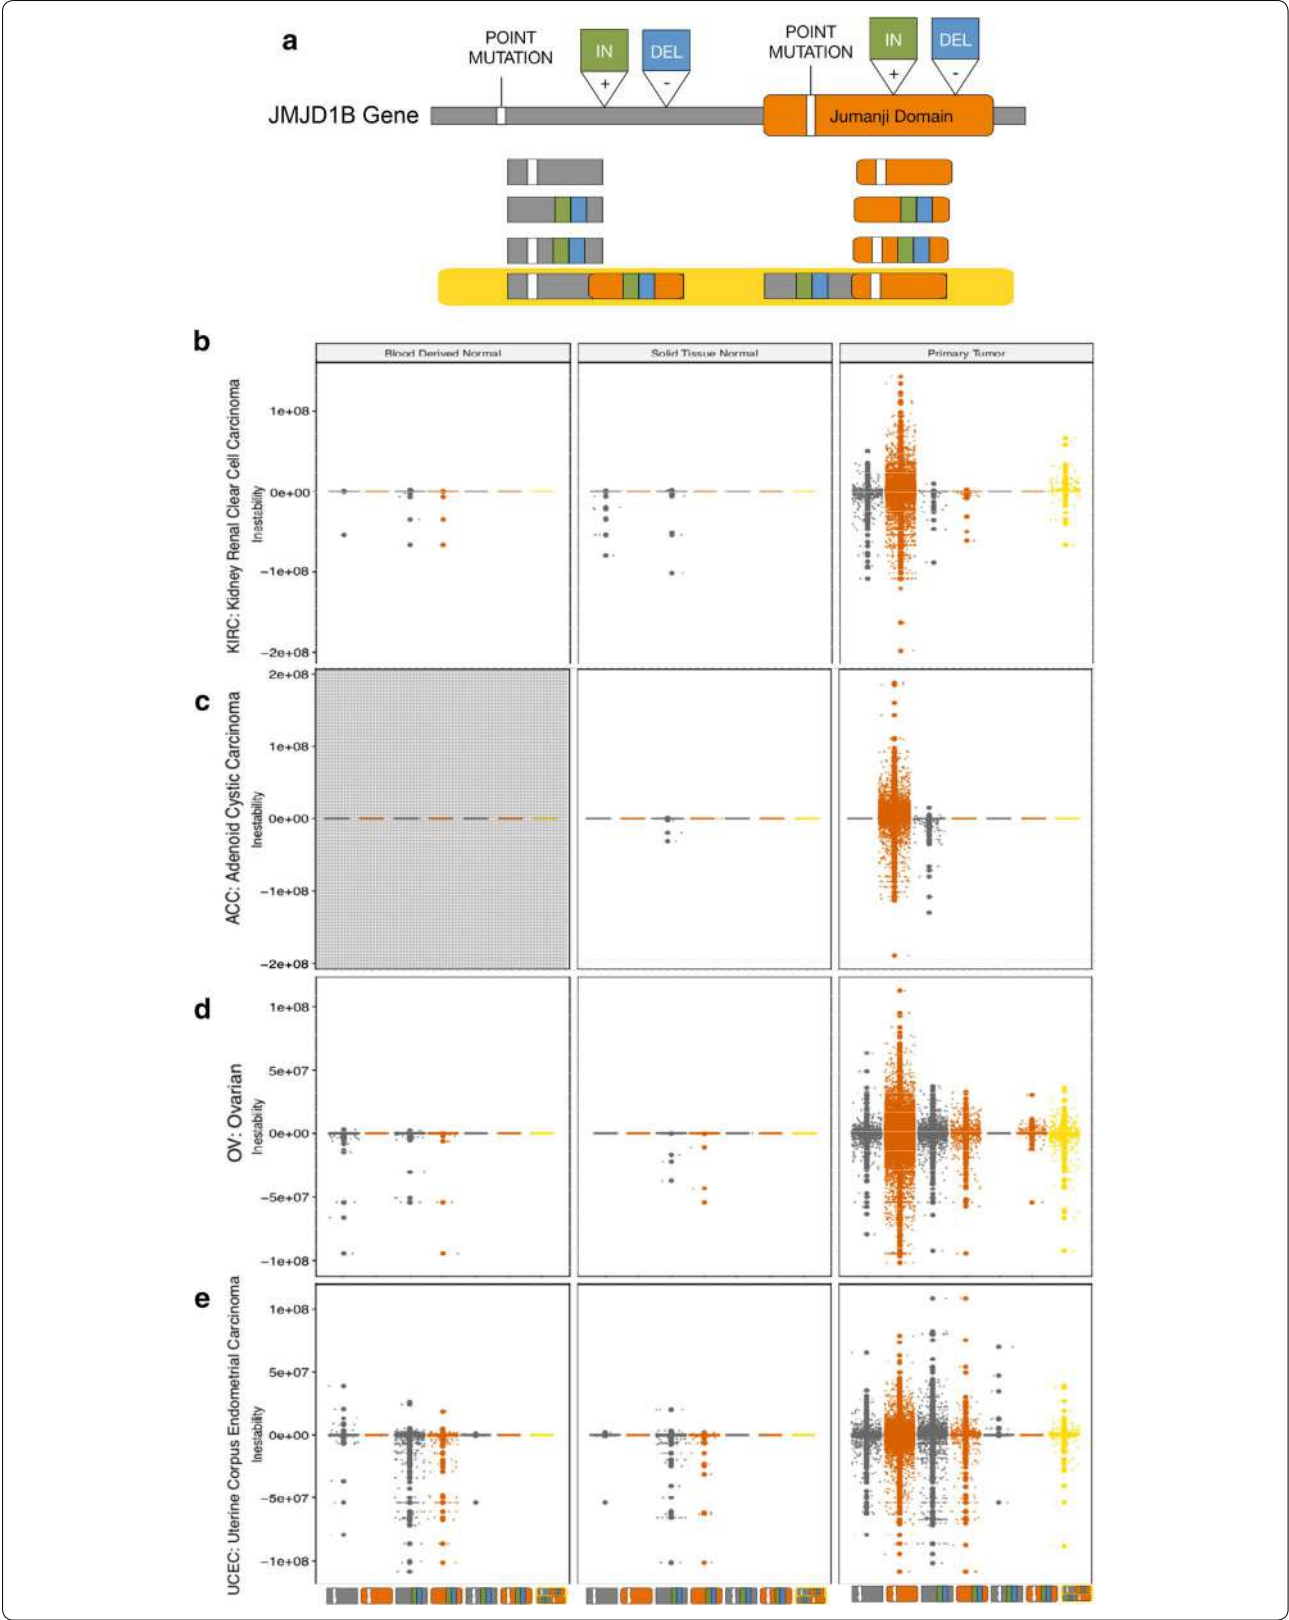 a
POINT
MUTATION
IN
DEL
+
-
POINT
MUTATION
IN
DEL
+
-
JMJD1B Gene
Jumanji Domain
b
Blood Derived Normal
Solid Tissue Normal
Primary Tumor
KIRC: Kidney Renal Clear Cell Carcinoma
Inestability
1e+08
0e+00
−1e+08
−2e+08
c
ACC: Adenoid Cystic Carcinoma
Inestability
2e+08
1e+08
0e+00
−1e+08
−2e+08
d
OV: Ovarian
Inestability
1e+08
5e+07
0e+00
−5e+07
−1e+08
e
UCEC: Uterine Corpus Endometrial Carcinoma
Inestability
1e+08
5e+07
0e+00
−5e+07
−1e+08